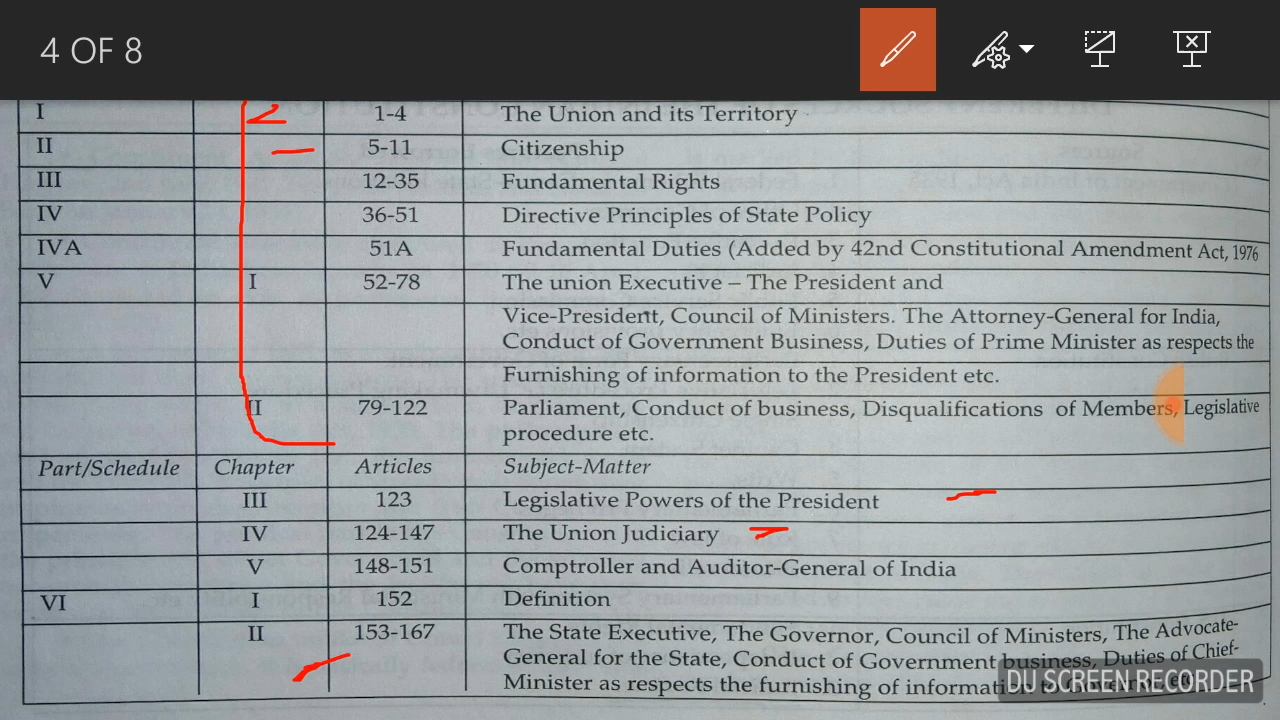 4 OF 8
I 1-4 The Union and its Territory
II 5-11 Citizenship
III 12-35 Fundamental Rights
IV 36-51 Directive Principles of State Policy
IVA 51A Fundamental Duties (Added by 42nd Constitutional Amendment Act, 1976
V I 52-78 The union Executive – The President and
Vice-President, Council of Ministers. The Attorney-General for India,
Conduct of Government Business, Duties of Prime Minister as respects the
Furnishing of information to the President etc.
II 79-122 Parliament, Conduct of business, Disqualifications of Members, Legislative
procedure etc.
Part/Schedule Chapter Articles Subject-Matter
III 123 Legislative Powers of the President
IV 124-147 The Union Judiciary
V 148-151 Comptroller and Auditor-General of India
VI I 152 Definition
II 153-167 The State Executive, The Governor, Council of Ministers, The Advocate-
General for the State, Conduct of Government business, Duties of Chief-
Minister as respects the furnishing of information to
DU SCREEN RECORDER